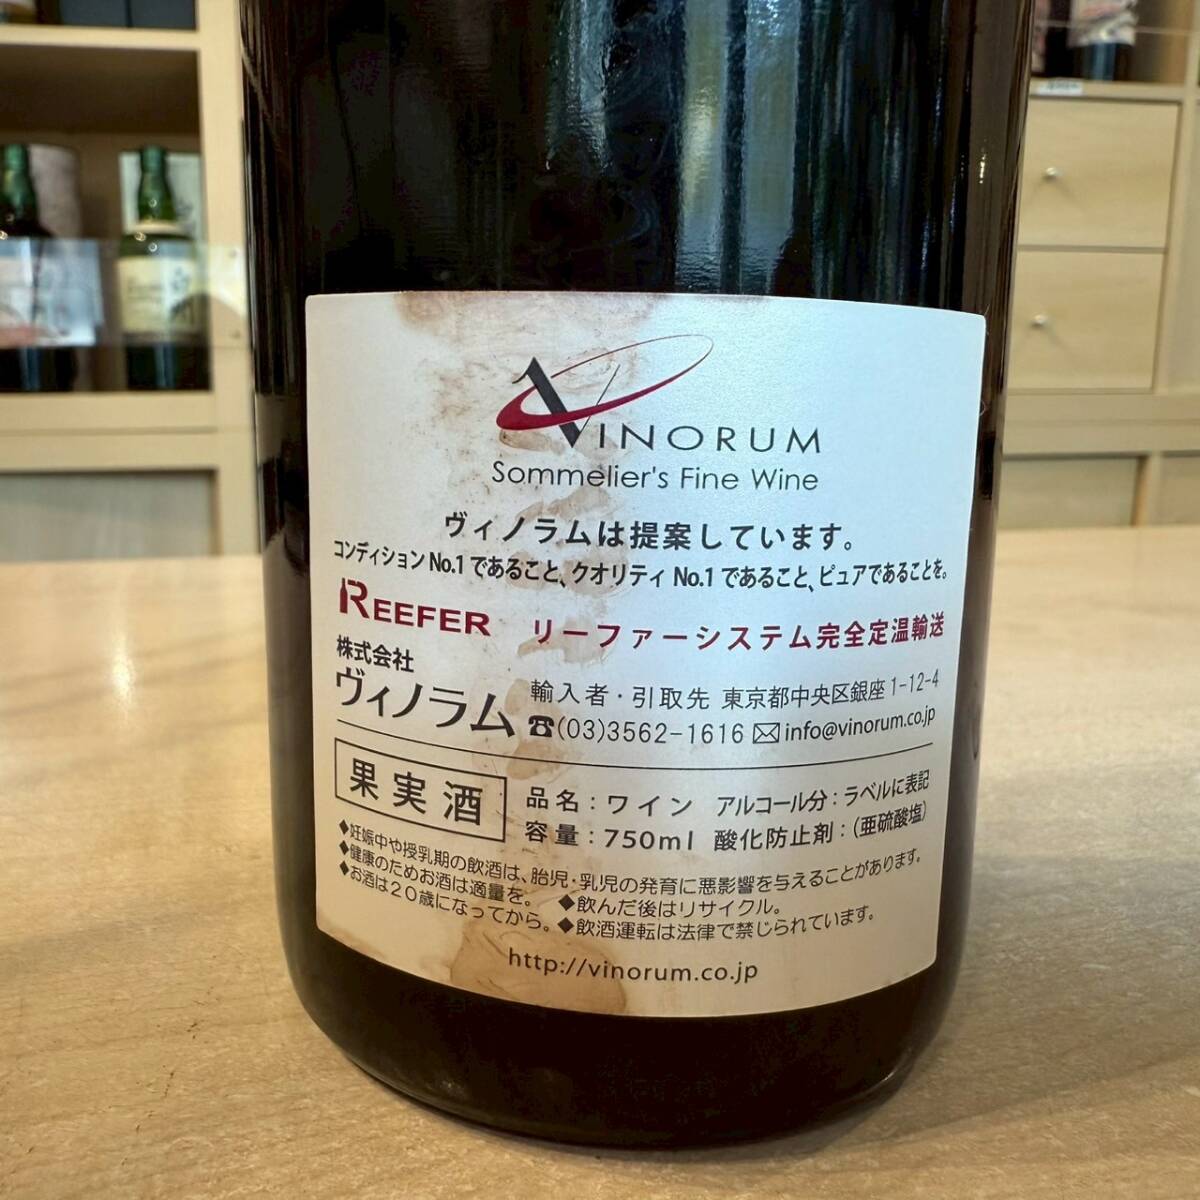 VINORUM
Sommelier's Fine Wine
ヴィノラムは提案しています。
コンディションNo.1であること、クオリティ No.1であること、ピュアであることを。
REEFER リーファーシステム完全定温輸送
株式会社
ヴィノラム
輸入者・引取先 東京都中央区銀座1-12-4
☎(03)3562-1616 ✉info@vinorum.co.jp
果実酒
品名：ワイン アルコール分：ラベルに表記
容量：750ml 酸化防止剤：(亜硫酸塩)
◆妊娠中や授乳期の飲酒は、胎児・乳児の発育に悪影響を与えることがあります。
◆健康のためお酒は適量を。 ◆飲んだ後はリサイクル。
◆お酒は20歳になってから。 ◆飲酒運転は法律で禁じられています。
http://vinorum.co.jp